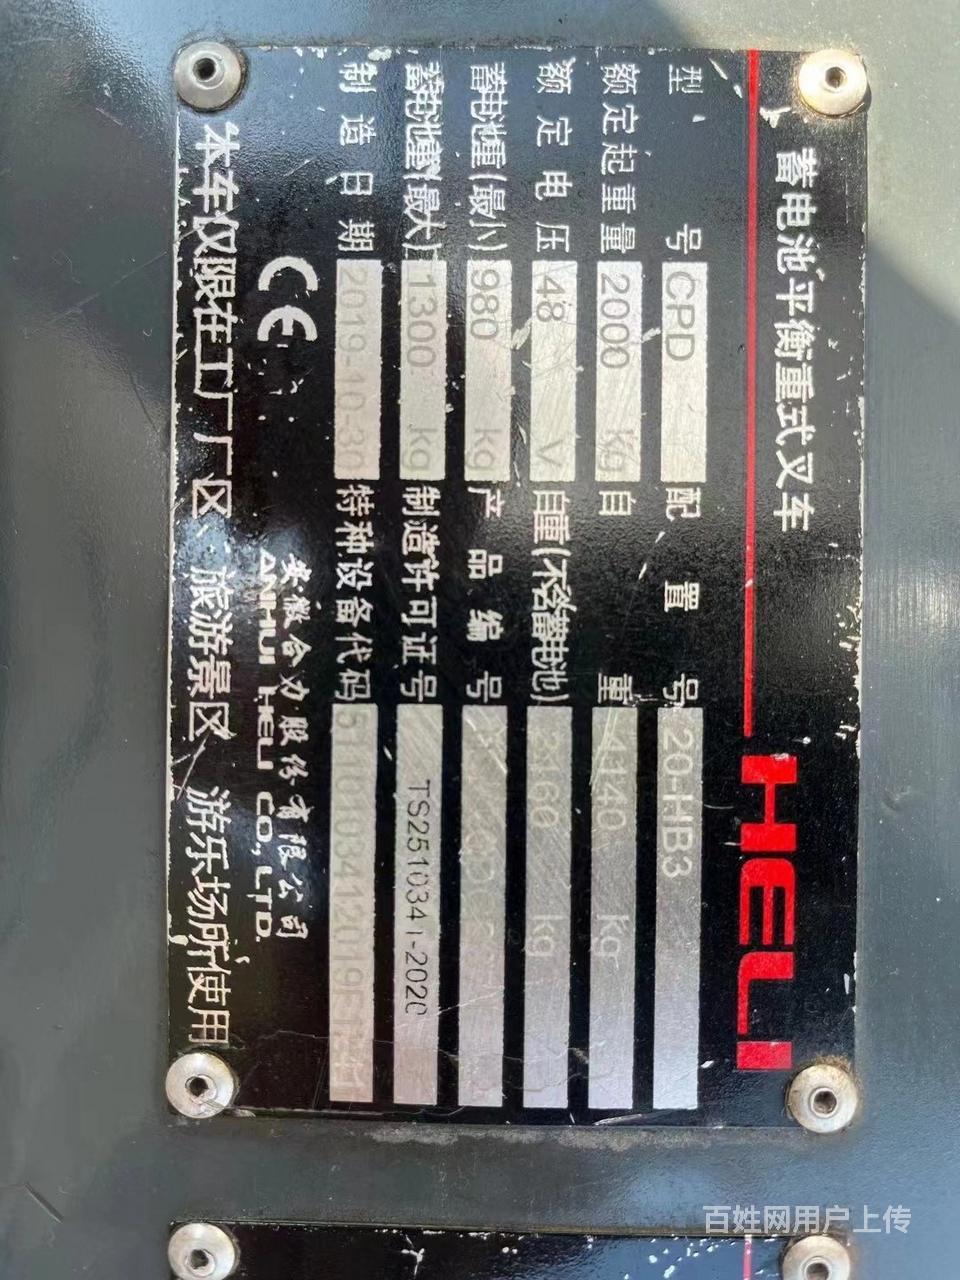 蓄电池平衡重式叉车 HELI
型号 CPD 配置号 20-HB3
额定起重量 2000 kg 自重 4140 kg
额定电压 48 V 自重(不含蓄电池) 3160 kg
蓄电池重(最小) 980 kg 产品编号
蓄电池重(最大) 1300 kg 制造许可证号 TS2510341-2020
制造日期 2019-10-30 特种设备代码
CE 安徽合力股份有限公司
ANHUI HELI CO., LTD.
本车仅限在工厂厂区、旅游景区、游乐场所使用
百姓网用户上传